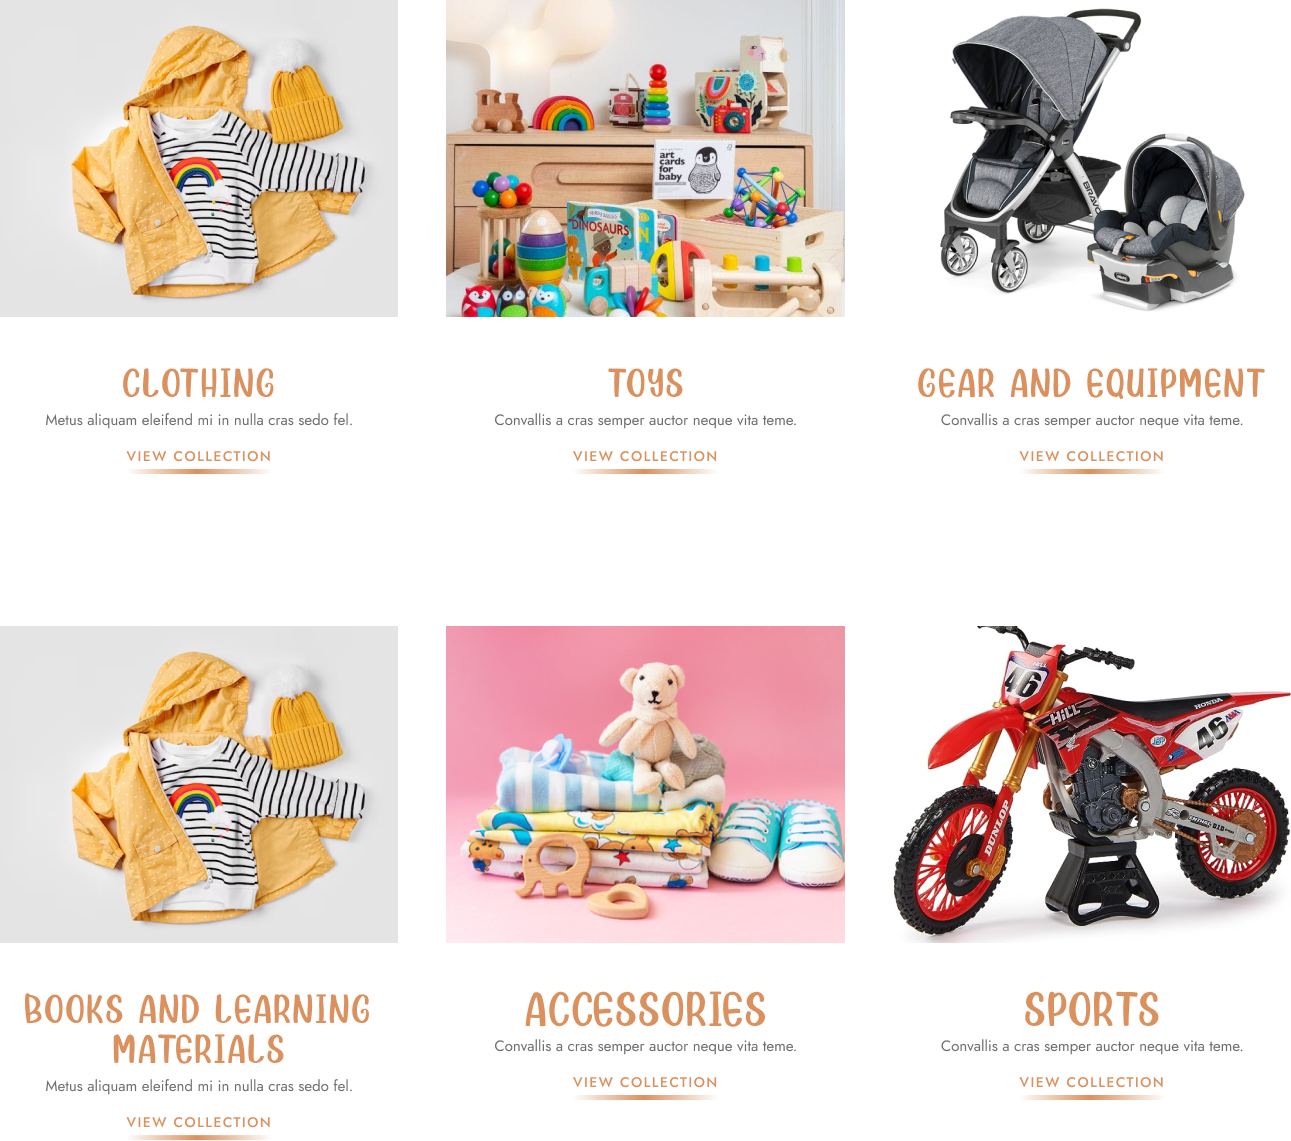 art
cards
for
baby
DINOSAURS
BRAVO
CLOTHING
Metus aliquam eleifend mi in nulla cras sedo fel.
VIEW COLLECTION
TOYS
Convallis a cras semper auctor neque vita teme.
VIEW COLLECTION
GEAR AND EQUIPMENT
Convallis a cras semper auctor neque vita teme.
VIEW COLLECTION
46
HILL
HONDA
46
DUNLOP
BOOKS AND LEARNING
MATERIALS
Metus aliquam eleifend mi in nulla cras sedo fel.
VIEW COLLECTION
ACCESSORIES
Convallis a cras semper auctor neque vita teme.
VIEW COLLECTION
SPORTS
Convallis a cras semper auctor neque vita teme.
VIEW COLLECTION